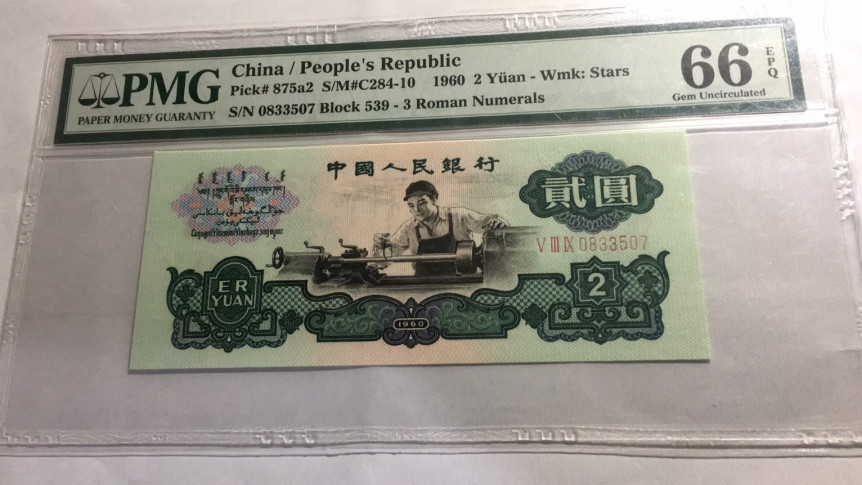 PMG
PAPER MONEY GUARANTY
China / People's Republic
Pick# 875a2 S/M#C284-10 1960 2 Yüan - Wmk: Stars
S/N 0833507 Block 539 - 3 Roman Numerals
66 EPQ
Gem Uncirculated
中國人民銀行
貳圓
V III IX 0833507
ER
YUAN
2
1960